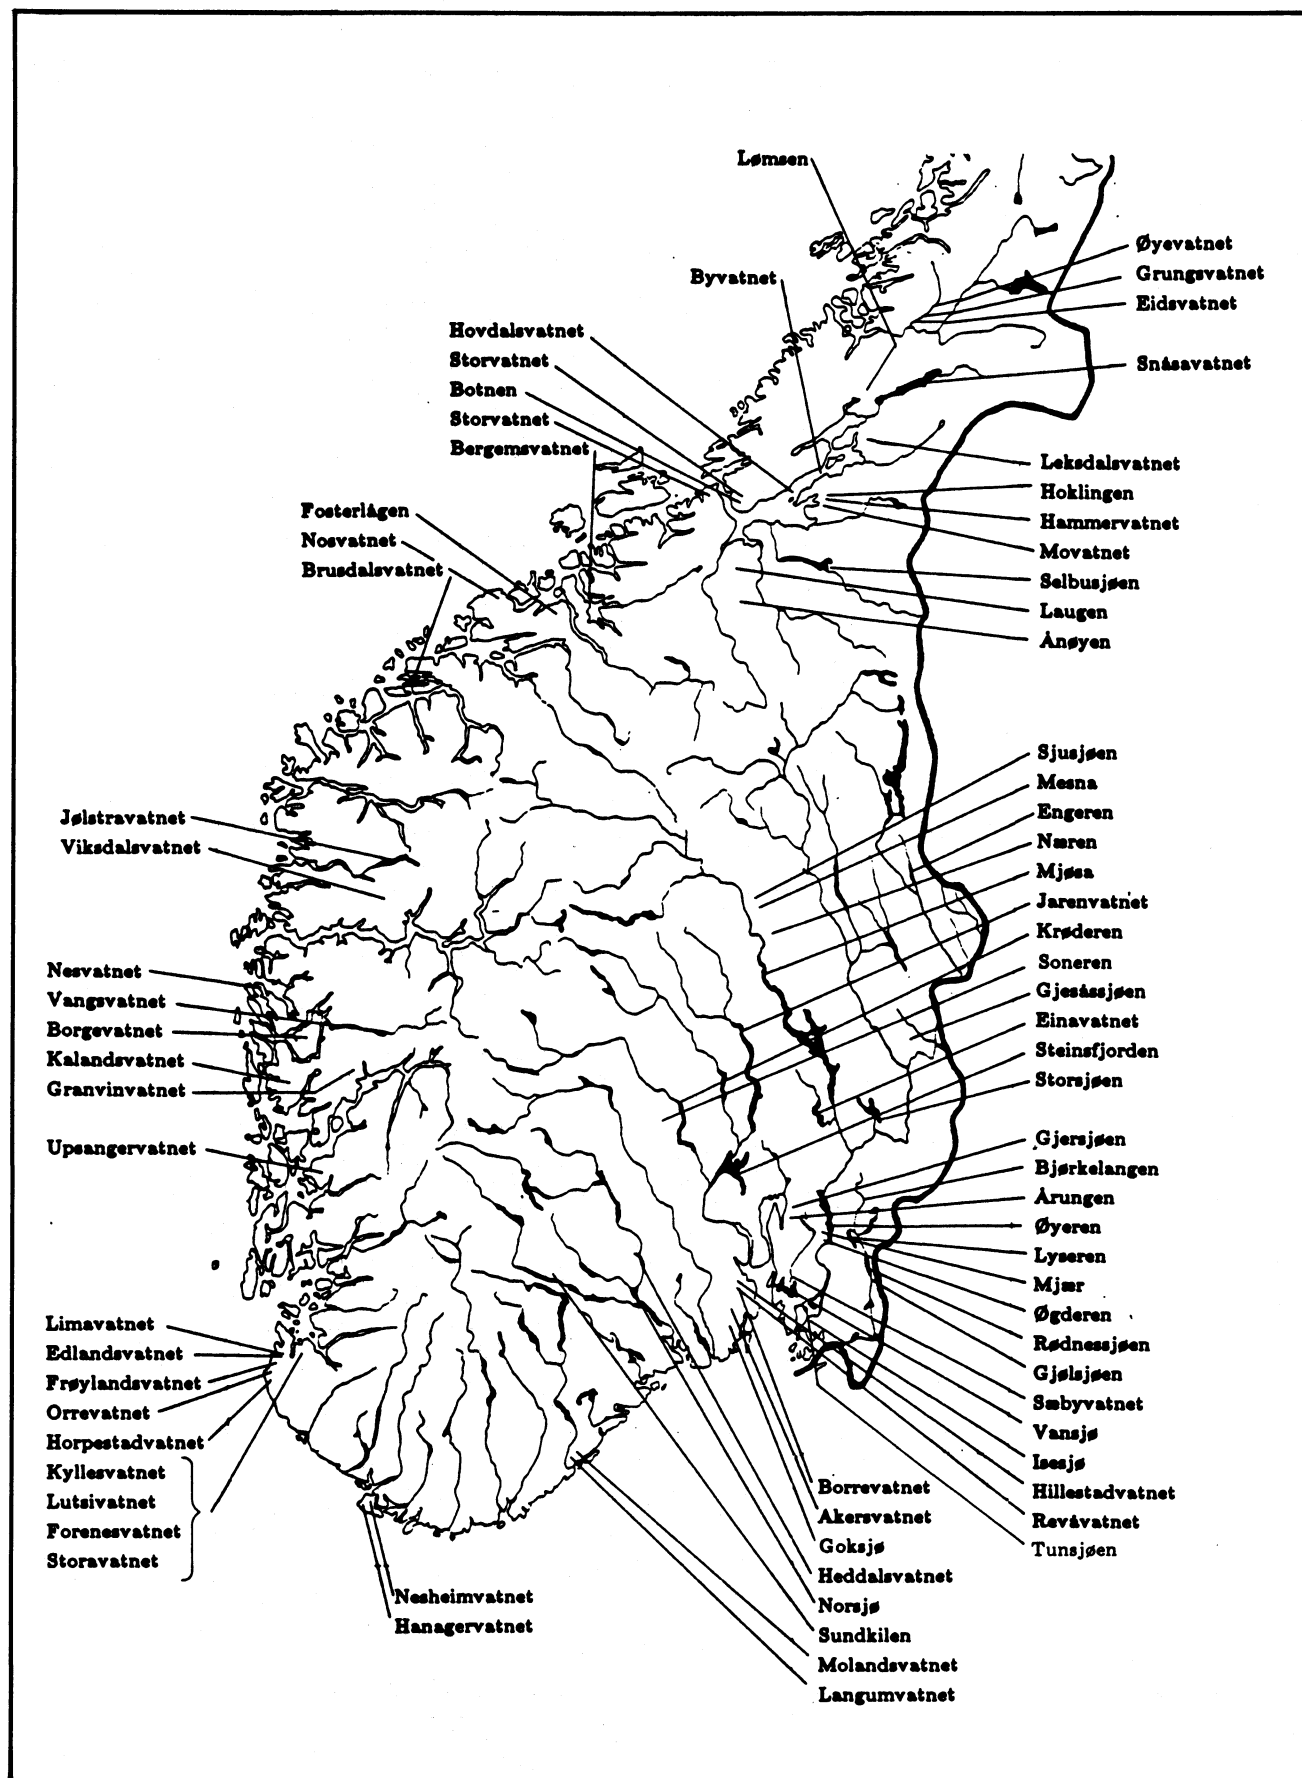 Lømsen
Øyevatnet
Grungsvatnet
Eidsvatnet
Byvatnet
Snåsavatnet
Hovdalsvatnet
Storvatnet
Botnen
Storvatnet
Bergemsvatnet
Leksdalsvatnet
Hoklingen
Hammervatnet
Movatnet
Selbusjøen
Laugen
Ånøyen
Fosterlågen
Nosvatnet
Brusdalsvatnet
Sjusjøen
Mesna
Engeren
Næren
Mjøsa
Jarenvatnet
Krøderen
Soneren
Gjesåssjøen
Einavatnet
Steinsfjorden
Storsjøen
Jølstravatnet
Viksdalsvatnet
Nesvatnet
Vangsvatnet
Borgevatnet
Kalandsvatnet
Granvinvatnet
Upsangervatnet
Gjersjøen
Bjørkelangen
Årungen
Øyeren
Lyseren
Mjær
Øgderen
Rødnessjøen
Gjølsjøen
Sæbyvatnet
Vansjø
Isesjø
Hillestadvatnet
Revåvatnet
Tunsjøen
Limavatnet
Edlandsvatnet
Frøylandsvatnet
Orrevatnet
Horpestadvatnet
Kyllesvatnet
Lutsivatnet
Forenesvatnet
Storavatnet
Nesheimvatnet
Hanagervatnet
Borrevatnet
Akersvatnet
Goksjø
Heddalsvatnet
Norsjø
Sundkilen
Molandsvatnet
Langumvatnet